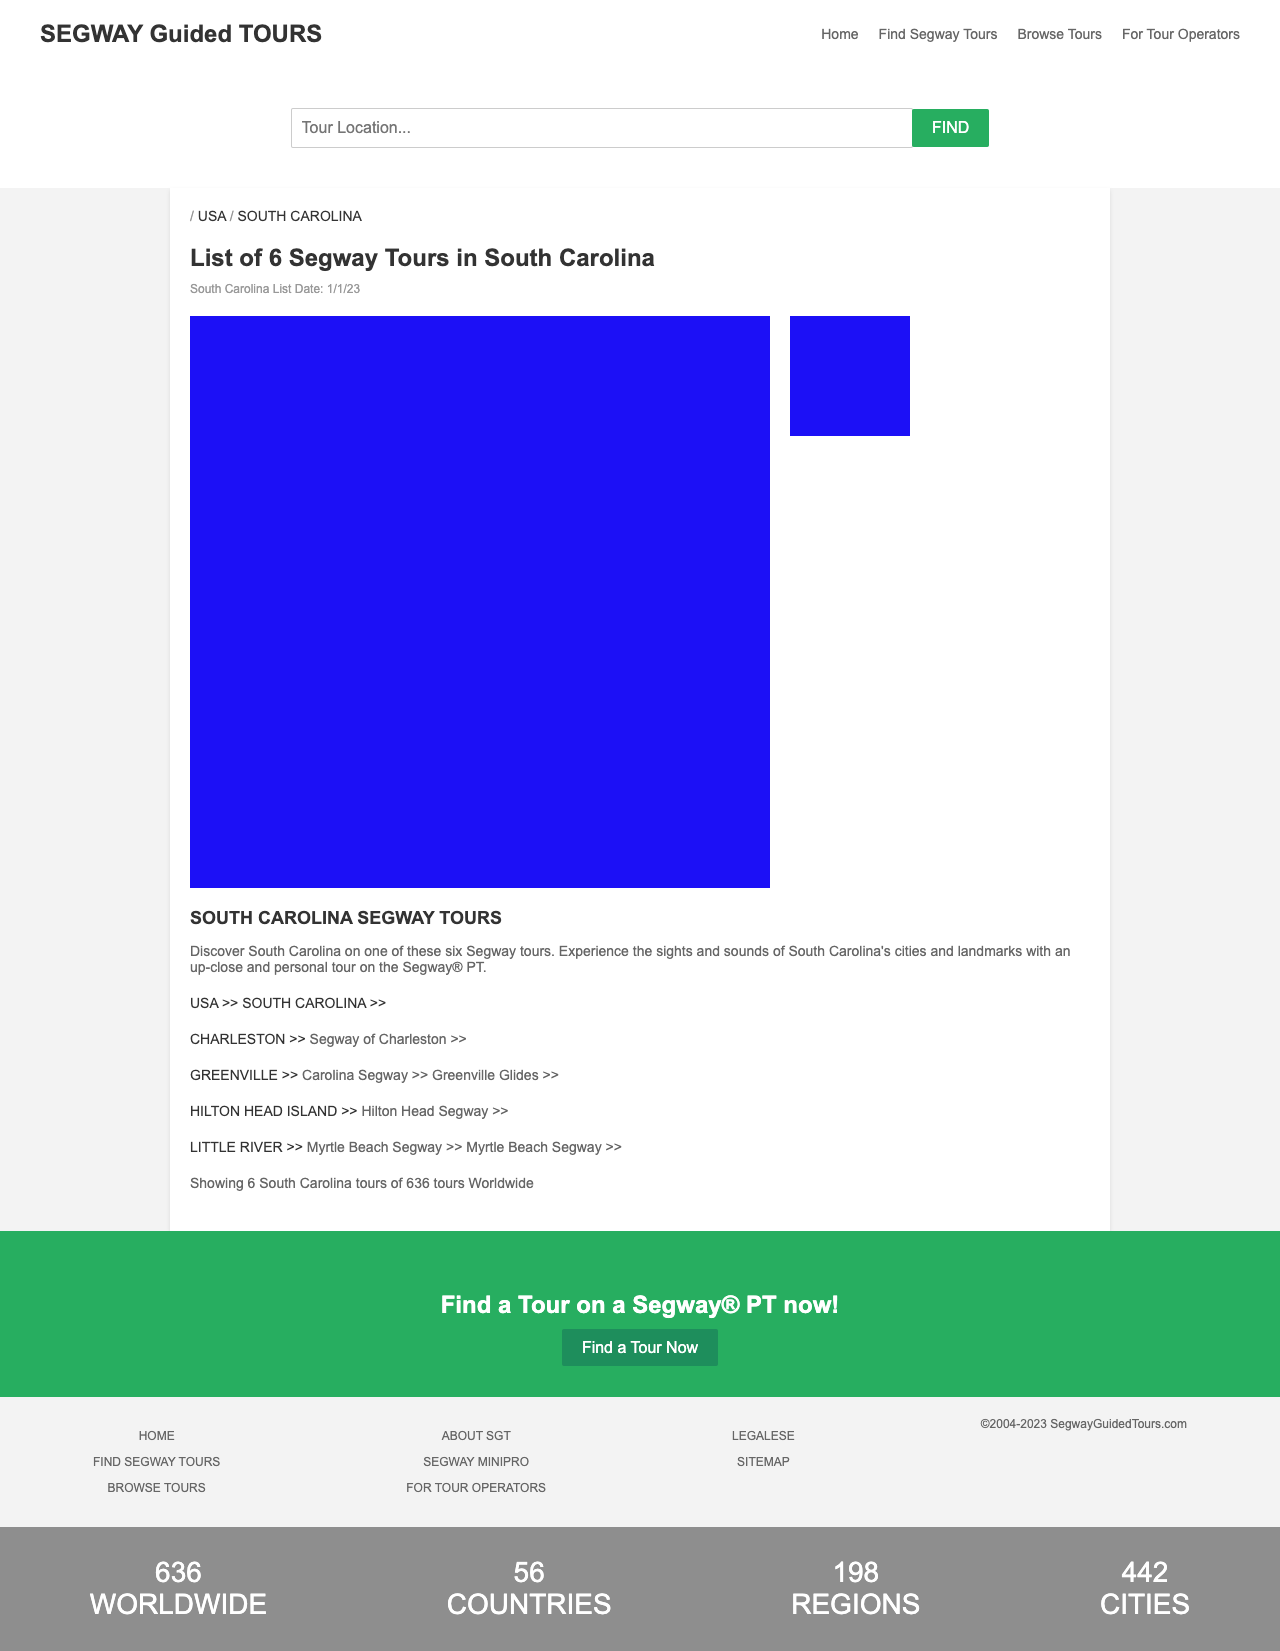 SEGWAY Guided TOURS
Home Find Segway Tours Browse Tours For Tour Operators
Tour Location...
FIND
/ USA / SOUTH CAROLINA
List of 6 Segway Tours in South Carolina
South Carolina List Date: 1/1/23
SOUTH CAROLINA SEGWAY TOURS
Discover South Carolina on one of these six Segway tours. Experience the sights and sounds of South Carolina's cities and landmarks with an
up-close and personal tour on the Segway® PT.
USA >> SOUTH CAROLINA >>
CHARLESTON >> Segway of Charleston >>
GREENVILLE >> Carolina Segway >> Greenville Glides >>
HILTON HEAD ISLAND >> Hilton Head Segway >>
LITTLE RIVER >> Myrtle Beach Segway >> Myrtle Beach Segway >>
Showing 6 South Carolina tours of 636 tours Worldwide
Find a Tour on a Segway® PT now!
Find a Tour Now
HOME
FIND SEGWAY TOURS
BROWSE TOURS
ABOUT SGT
SEGWAY MINIPRO
FOR TOUR OPERATORS
LEGALESE
SITEMAP
©2004-2023 SegwayGuidedTours.com
636
WORLDWIDE
56
COUNTRIES
198
REGIONS
442
CITIES